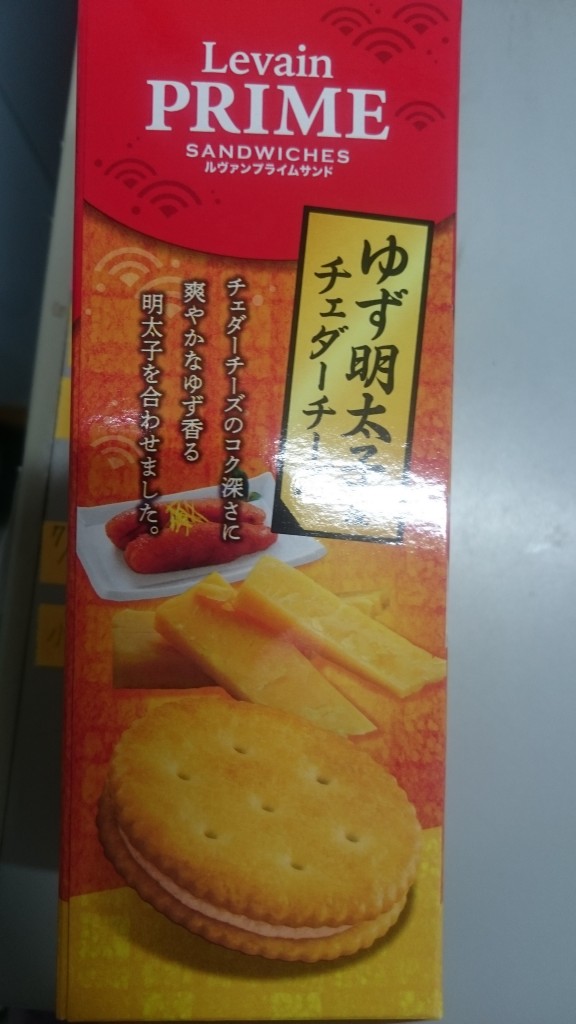 Levain
PRIME
SANDWICHES
ルヴァンプライムサンド
ゆず明太子
チェダーチー
チェダーチーズのコク深さに
爽やかなゆず香る
明太子を合わせました。